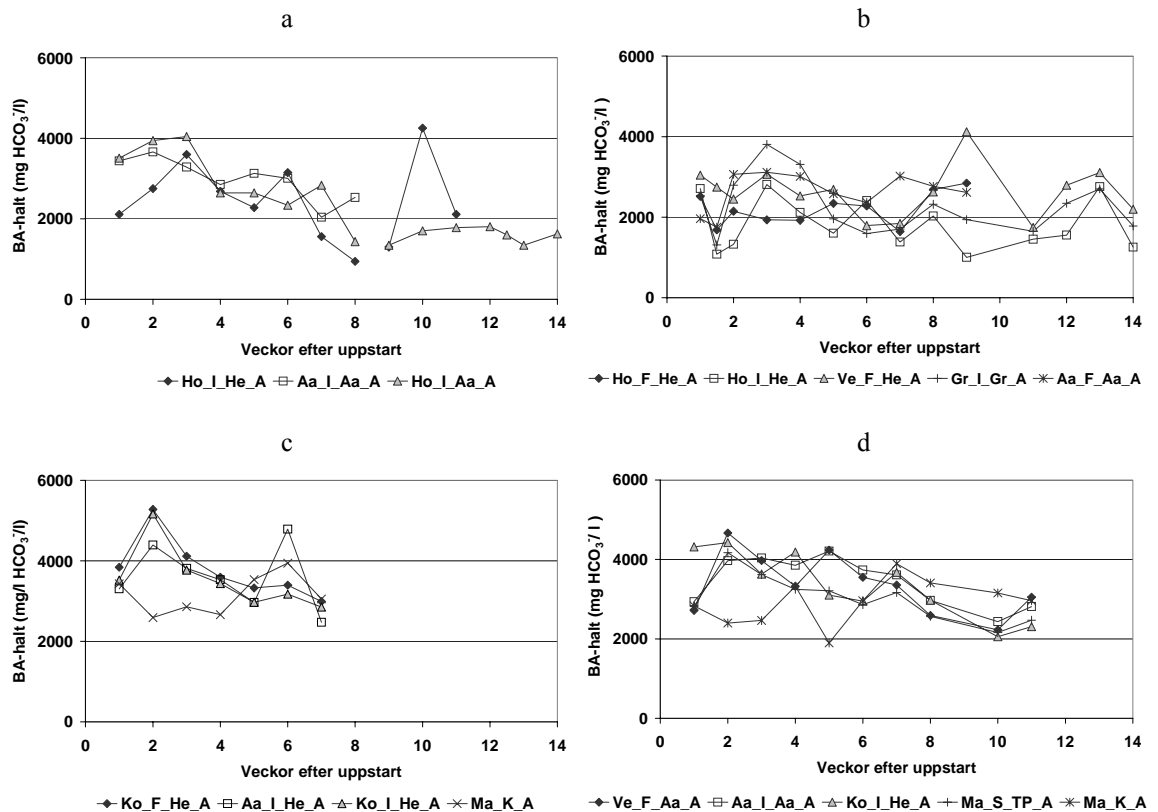 a
BA-halt (mg HCO3-/l)
6000
4000
2000
0
0 2 4 6 8 10 12 14
Veckor efter uppstart
Ho_I_He_A Aa_I_Aa_A Ho_I_Aa_A
b
BA-halt (mg HCO3-/l )
6000
4000
2000
0
0 2 4 6 8 10 12 14
Veckor efter uppstart
Ho_F_He_A Ho_I_He_A Ve_F_He_A Gr_I_Gr_A Aa_F_Aa_A
c
BA-halt (mg/l HCO3-/l)
6000
4000
2000
0
0 2 4 6 8 10 12 14
Veckor efter uppstart
Ko_F_He_A Aa_I_He_A Ko_I_He_A Ma_K_A
d
BA-halt (mg HCO3-/ l )
6000
4000
2000
0
0 2 4 6 8 10 12 14
Veckor efter uppstart
Ve_F_Aa_A Aa_I_Aa_A Ko_I_He_A Ma_S_TP_A Ma_K_A